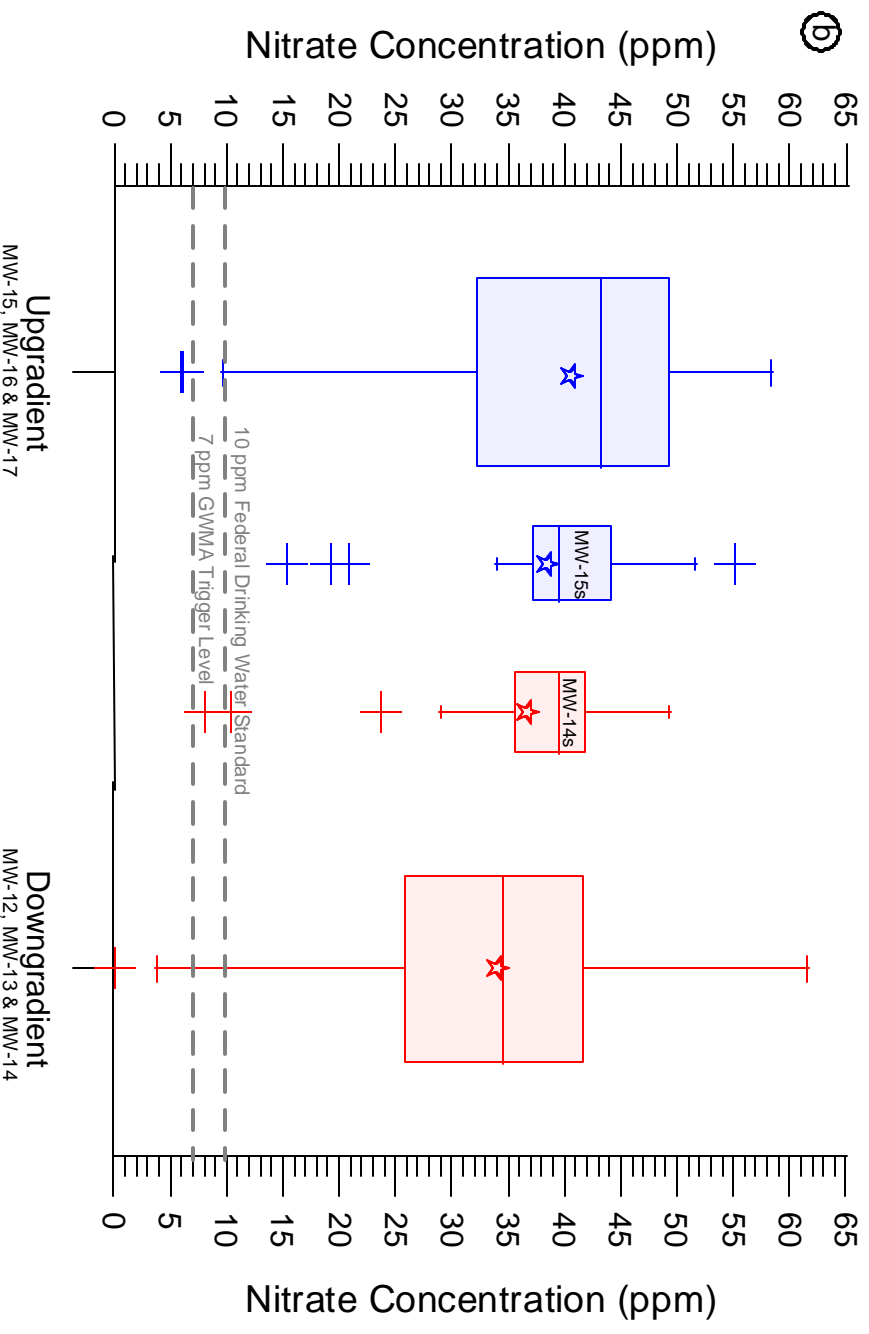 b
Nitrate Concentration (ppm)
65
60
55
50
45
40
35
30
25
20
15
10
5
0
MW-15s
MW-14s
10 ppm Federal Drinking Water Standard
7 ppm GWMA Trigger Level
65
60
55
50
45
40
35
30
25
20
15
10
5
0
Nitrate Concentration (ppm)
Upgradient
MW-15, MW-16 & MW-17
Downgradient
MW-12, MW-13 & MW-14